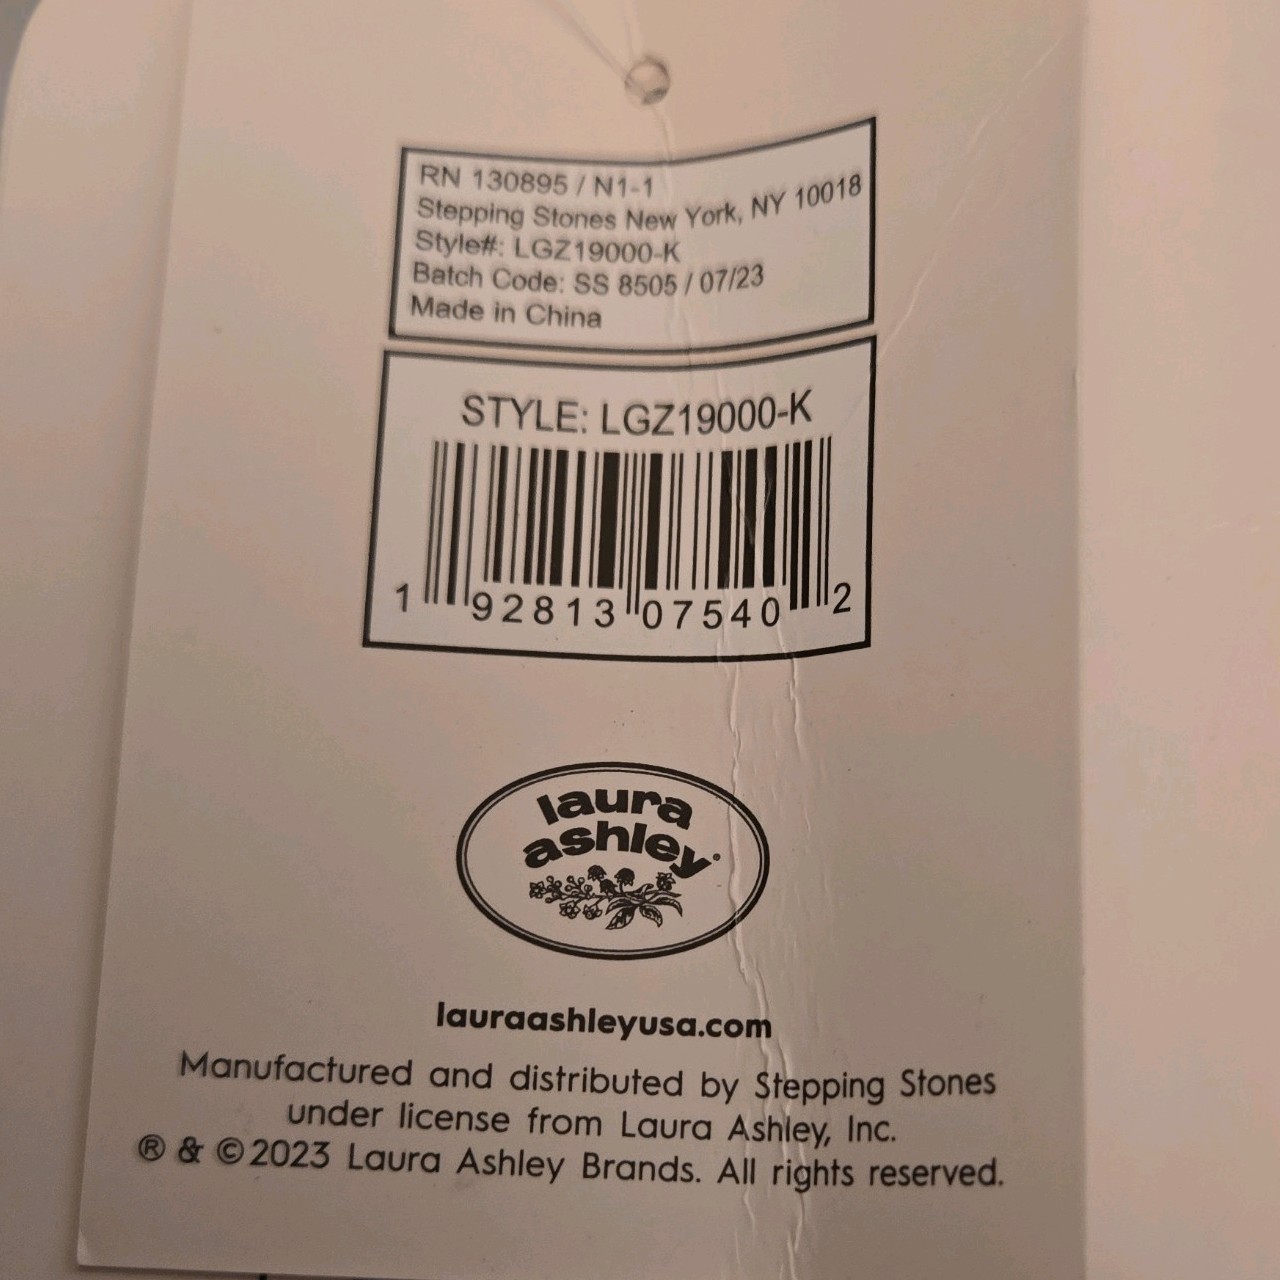 RN 130895 / N1-1
Stepping Stones New York, NY 10018
Style#: LGZ19000-K
Batch Code: SS 8505 / 07/23
Made in China
STYLE: LGZ19000-K
1 92813 07540 2
laura
ashley
lauraashleyusa.com
Manufactured and distributed by Stepping Stones
under license from Laura Ashley, Inc.
® & ©2023 Laura Ashley Brands. All rights reserved.